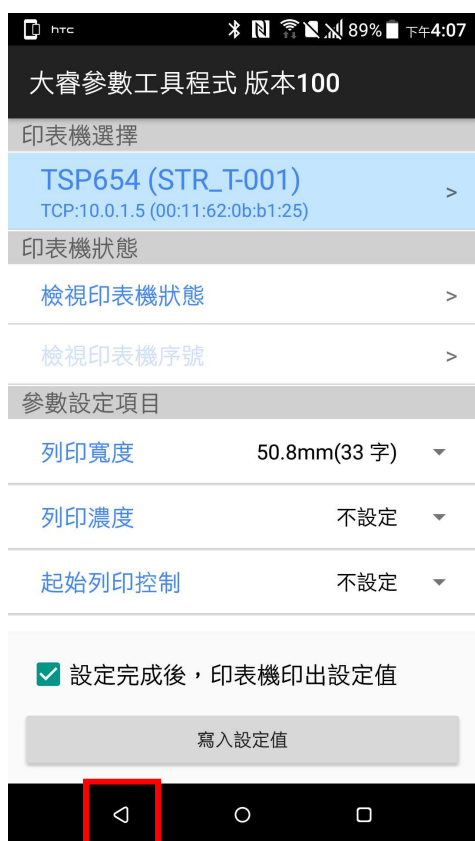 hTC 89% 下午4:07
大睿參數工具程式 版本100
印表機選擇
TSP654 (STR_T-001)
TCP:10.0.1.5 (00:11:62:0b:b1:25)
>
印表機狀態
檢視印表機狀態 >
檢視印表機序號 >
參數設定項目
列印寬度 50.8mm(33 字)
列印濃度 不設定
起始列印控制 不設定
設定完成後，印表機印出設定值
寫入設定值